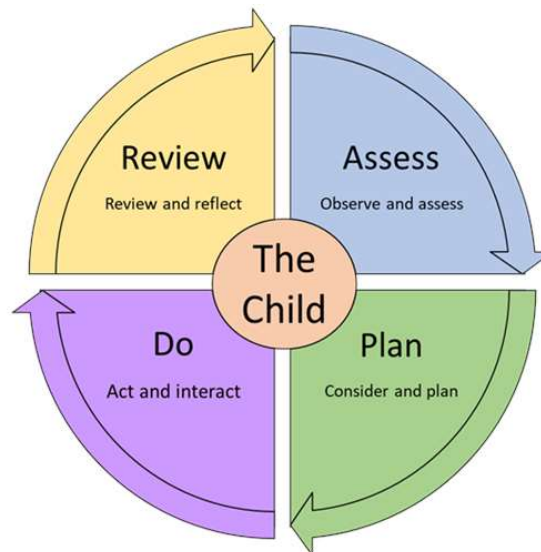 Review
Review and reflect
Assess
Observe and assess
The
Child
Do
Act and interact
Plan
Consider and plan